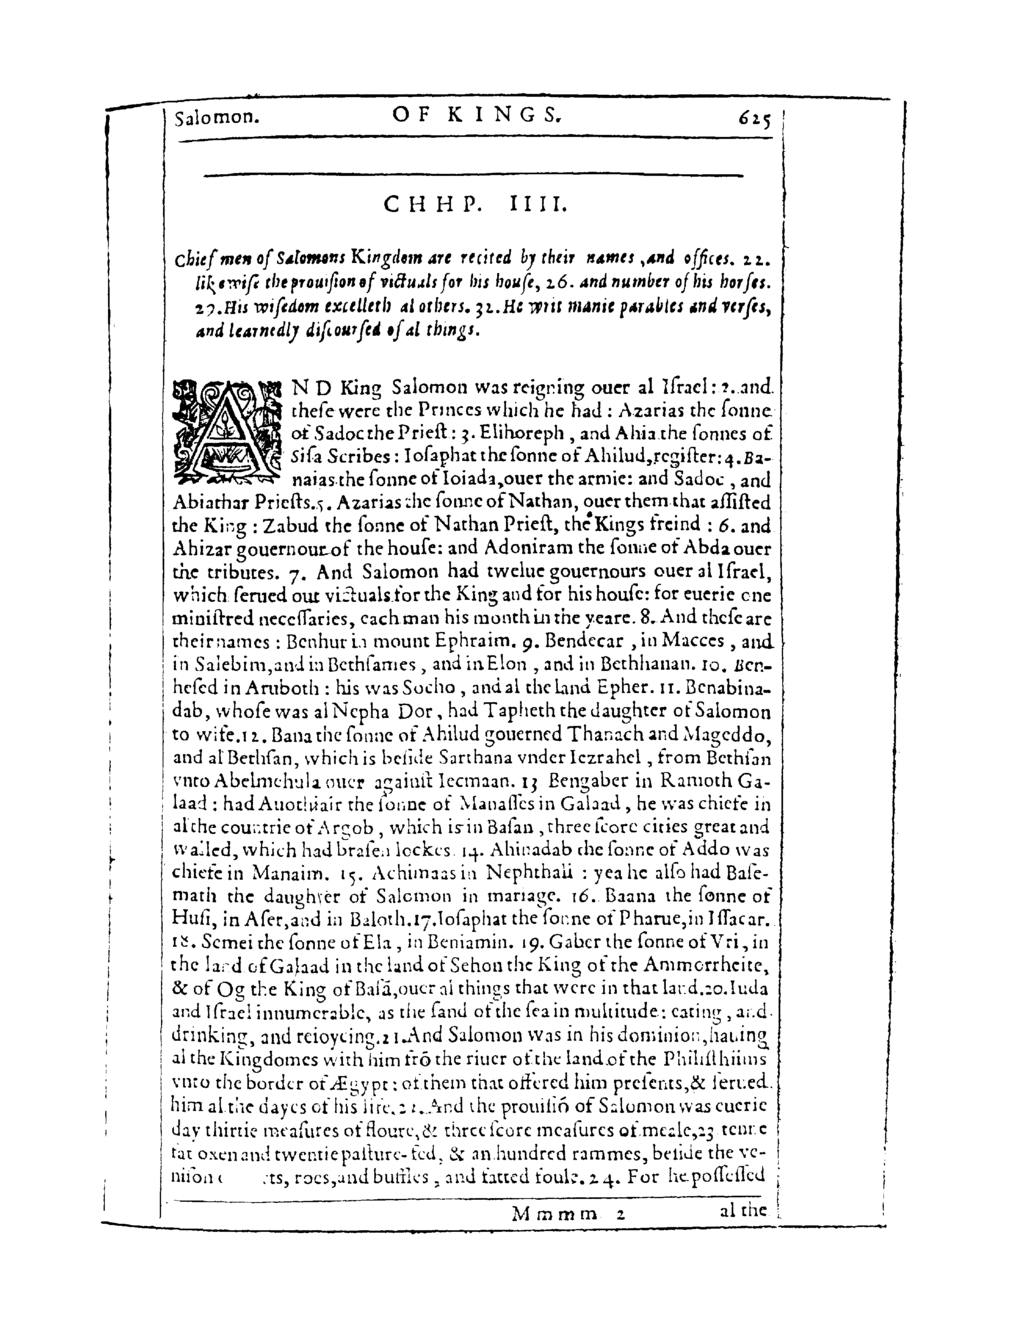 Salomon. OF KINGS. 625
CHHP. IIII.
Chief men of Salomons Kingdom are recited by their names, and offices. 22.
likewiſe the prouiſion of victuals for his houſe, 26. and number of his horſes.
29. His wiſedom excelleth al others. 32. He writ manie parables and verſes,
and learnedly diſcourſed of al things.
AND King Salomon was reigning ouer al Iſrael: 2. and
theſe were the Princes which he had: Azarias the ſonne
of Sadoc the Prieſt: 3. Elihoreph, and Ahia the ſonnes of
Siſa Scribes: Ioſaphat the ſonne of Ahilud, regiſter: 4. Ba-
naias the ſonne of Ioiada, ouer the armie: and Sadoc, and
Abiathar Prieſts. 5. Azarias the ſonne of Nathan, ouer them that aſſiſted
the King: Zabud the ſonne of Nathan Prieſt, the Kings freind: 6. and
Ahizar gouernour of the houſe: and Adoniram the ſonne of Abda ouer
the tributes. 7. And Salomon had twelue gouernours ouer al Iſrael,
which ſerued out victuals for the King and for his houſe: for euerie one
miniſtred neceſſaries, each man his month in the yeare. 8. And theſe are
their names: Benhur in mount Ephraim. 9. Bendecar, in Macces, and
in Salebim, and in Bethſames, and in Elon, and in Bethhanan. 10. Ben-
heſed in Aruboth: his was Socho, and al the land Epher. 11. Benabina-
dab, whoſe was al Nepha Dor, had Tapheth the daughter of Salomon
to wife. 12. Bana the ſonne of Ahilud gouerned Thanach and Mageddo,
and al Bethſan, which is beſide Sarthana vnder Iezrahel, from Bethſan
vnto Abelmehula ouer againſt Iecmaan. 13 Bengaber in Ramoth Ga-
laad: had Auothiair the ſonne of Manaſſes in Galaad, he was chiefe in
al the countrie of Argob, which is in Baſan, three ſcore cities great and
walled, which had braſen lockes. 14. Ahinadab the ſonne of Addo was
chiefe in Manaim. 15. Achimaas in Nephthali: yea he alſo had Baſe-
math the daughter of Salomon in mariage. 16. Baana the ſonne of
Huſi, in Aſer, and in Baloth. 17. Ioſaphat the ſonne of Pharue, in Iſſacar.
18. Semei the ſonne of Ela, in Beniamin. 19. Gaber the ſonne of Vri, in
the land of Galaad in the land of Sehon the King of the Ammorrheite,
& of Og the King of Baſā, ouer al things that were in that land. 20. Iuda
and Iſrael innumerable, as the ſand of the ſea in multitude: eating, and
drinking, and reioycing. 21. And Salomon was in his dominion, hauing
al the Kingdomes with him frō the riuer of the land of the Philiſthiims
vnto the border of Ægypt: of them that offered him preſents, & ſerued
him al the dayes of his life. 22. And the prouiſiō of Salomon was euerie
day thirtie meaſures of floure, & three ſcore meaſures of meale, 23 tenne
fat oxen and twentie paſture-fed, & an hundred rammes, beſide the ve-
niſon ts, roes, and buffles, and fatted foule. 24. For he poſſeſſed
Mmmm 2 al the